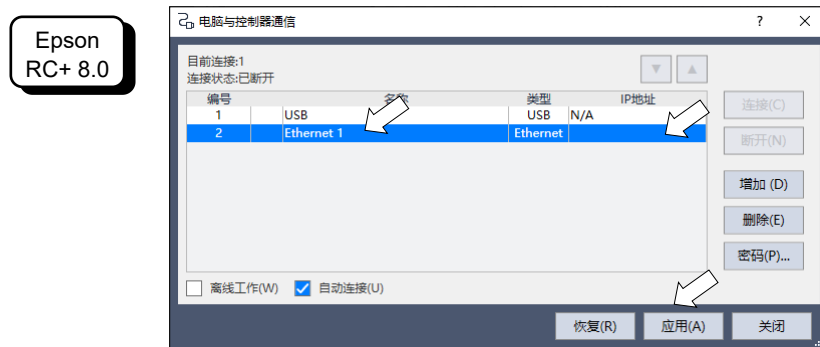 Epson
RC+ 8.0
电脑与控制器通信
目前连接:1
连接状态:已断开
编号 名称 类型 IP地址
1 USB USB N/A
2 Ethernet 1 Ethernet
连接(C)
断开(N)
增加 (D)
删除(E)
密码(P)...
离线工作(W) 自动连接(U)
恢复(R) 应用(A) 关闭